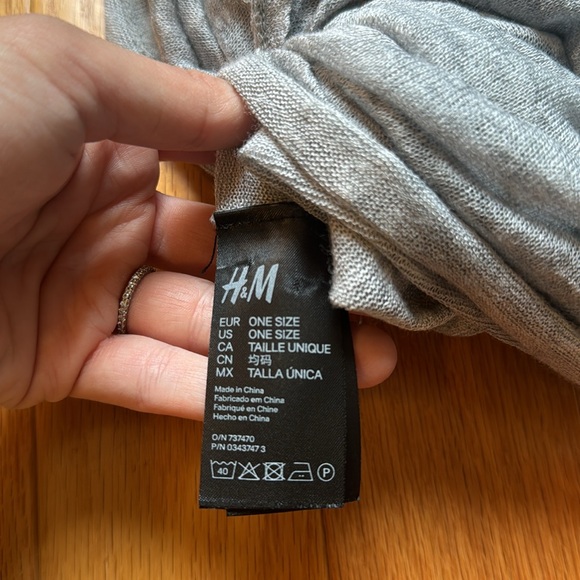 H&M
EUR ONE SIZE
US ONE SIZE
CA TAILLE UNIQUE
CN 均码
MX TALLA ÚNICA
Made in China
Fabricado em China
Fabriqué en Chine
Hecho en China
O/N 737470
P/N 0343747 3
40 P